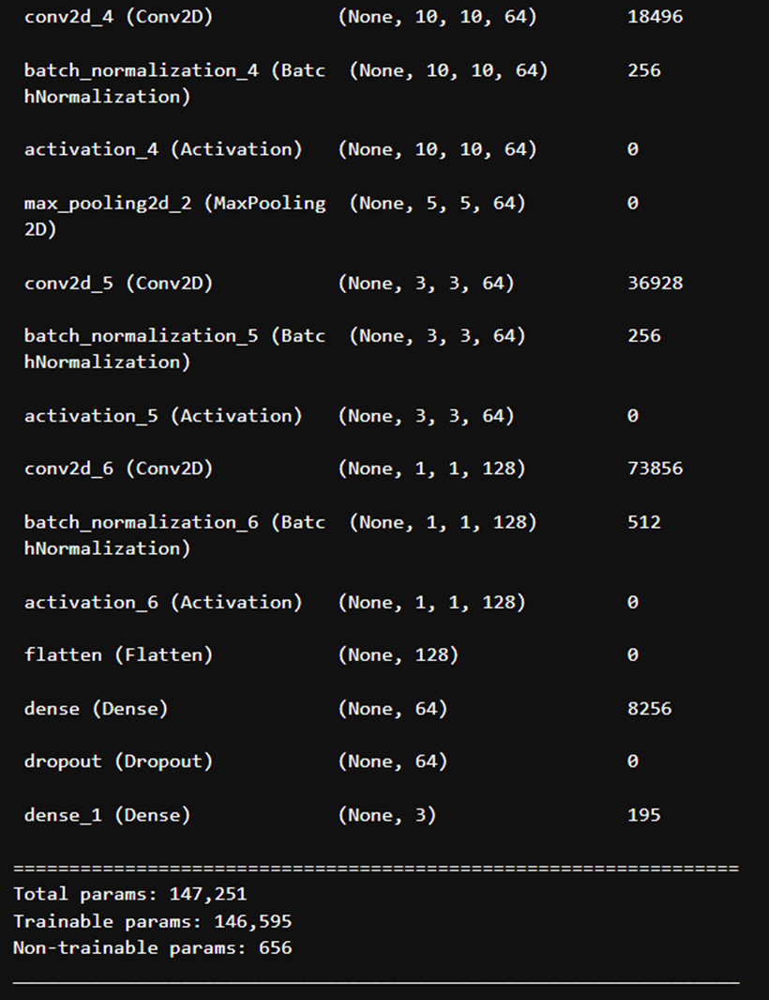 conv2d_4 (Conv2D) (None, 10, 10, 64) 18496
batch_normalization_4 (Batc (None, 10, 10, 64) 256
hNormalization)
activation_4 (Activation) (None, 10, 10, 64) 0
max_pooling2d_2 (MaxPooling (None, 5, 5, 64) 0
2D)
conv2d_5 (Conv2D) (None, 3, 3, 64) 36928
batch_normalization_5 (Batc (None, 3, 3, 64) 256
hNormalization)
activation_5 (Activation) (None, 3, 3, 64) 0
conv2d_6 (Conv2D) (None, 1, 1, 128) 73856
batch_normalization_6 (Batc (None, 1, 1, 128) 512
hNormalization)
activation_6 (Activation) (None, 1, 1, 128) 0
flatten (Flatten) (None, 128) 0
dense (Dense) (None, 64) 8256
dropout (Dropout) (None, 64) 0
dense_1 (Dense) (None, 3) 195
=================================================================
Total params: 147,251
Trainable params: 146,595
Non-trainable params: 656
_________________________________________________________________